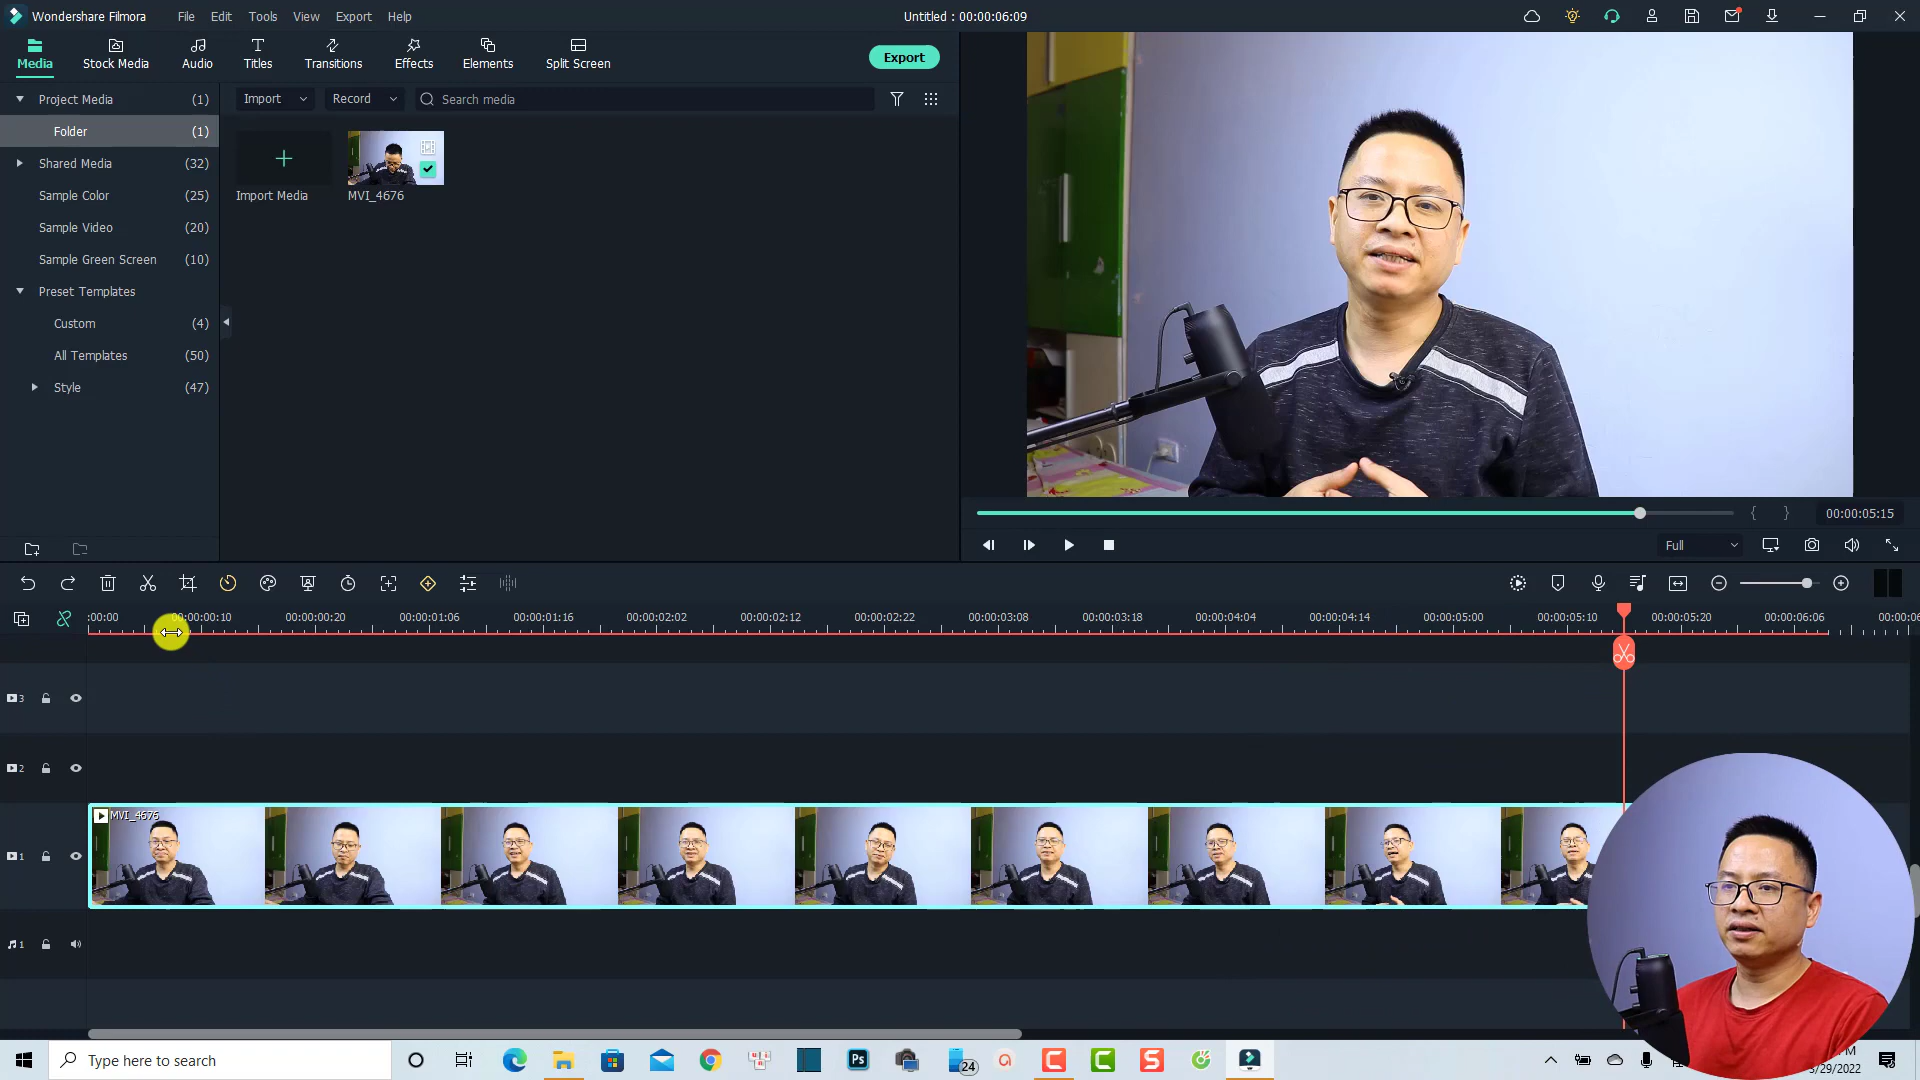 Wondershare Filmora File Edit Tools View Export Help Untitled : 00:00:06:09
Media Stock Media Audio Titles Transitions Effects Elements Split Screen Export
Project Media (1)
Folder (1)
Shared Media (32)
Sample Color (25)
Sample Video (20)
Sample Green Screen (10)
Preset Templates
Custom (4)
All Templates (50)
Style (47)
Import Record Search media
Import Media MVI_4676
00:00:05:15
Full
:00:00 00:00:00:10 00:00:00:20 00:00:01:06 00:00:01:16 00:00:02:02 00:00:02:12 00:00:02:22 00:00:03:08 00:00:03:18 00:00:04:04 00:00:04:14 00:00:05:00 00:00:05:10 00:00:05:20 00:00:06:06 00:00:0
3
2
MVI_4676
1
1
Type here to search
Ps
24
C
C
S
M
/29/2022